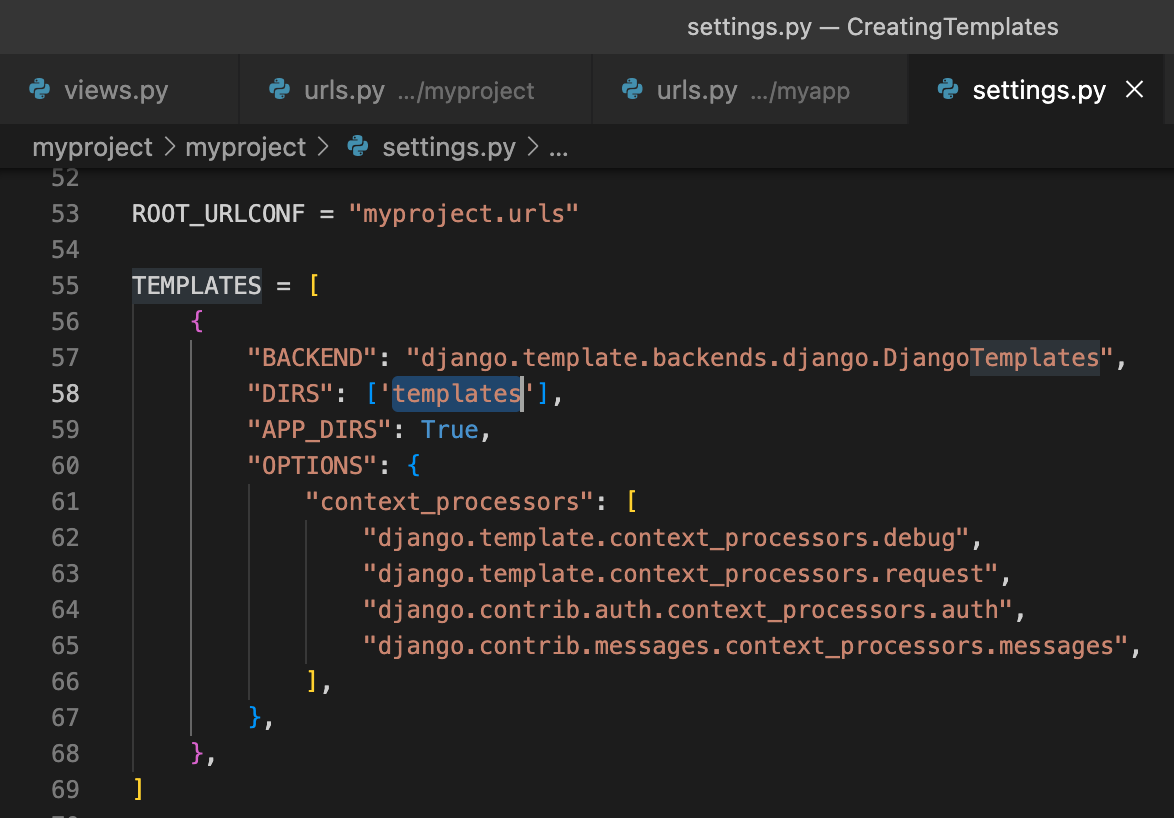 settings.py — CreatingTemplates
views.py urls.py .../myproject urls.py .../myapp settings.py ×
myproject > myproject > settings.py > ...
52
53 ROOT_URLCONF = "myproject.urls"
54
55 TEMPLATES = [
56 {
57 "BACKEND": "django.template.backends.django.DjangoTemplates",
58 "DIRS": ['templates'],
59 "APP_DIRS": True,
60 "OPTIONS": {
61 "context_processors": [
62 "django.template.context_processors.debug",
63 "django.template.context_processors.request",
64 "django.contrib.auth.context_processors.auth",
65 "django.contrib.messages.context_processors.messages",
66 ],
67 },
68 },
69 ]